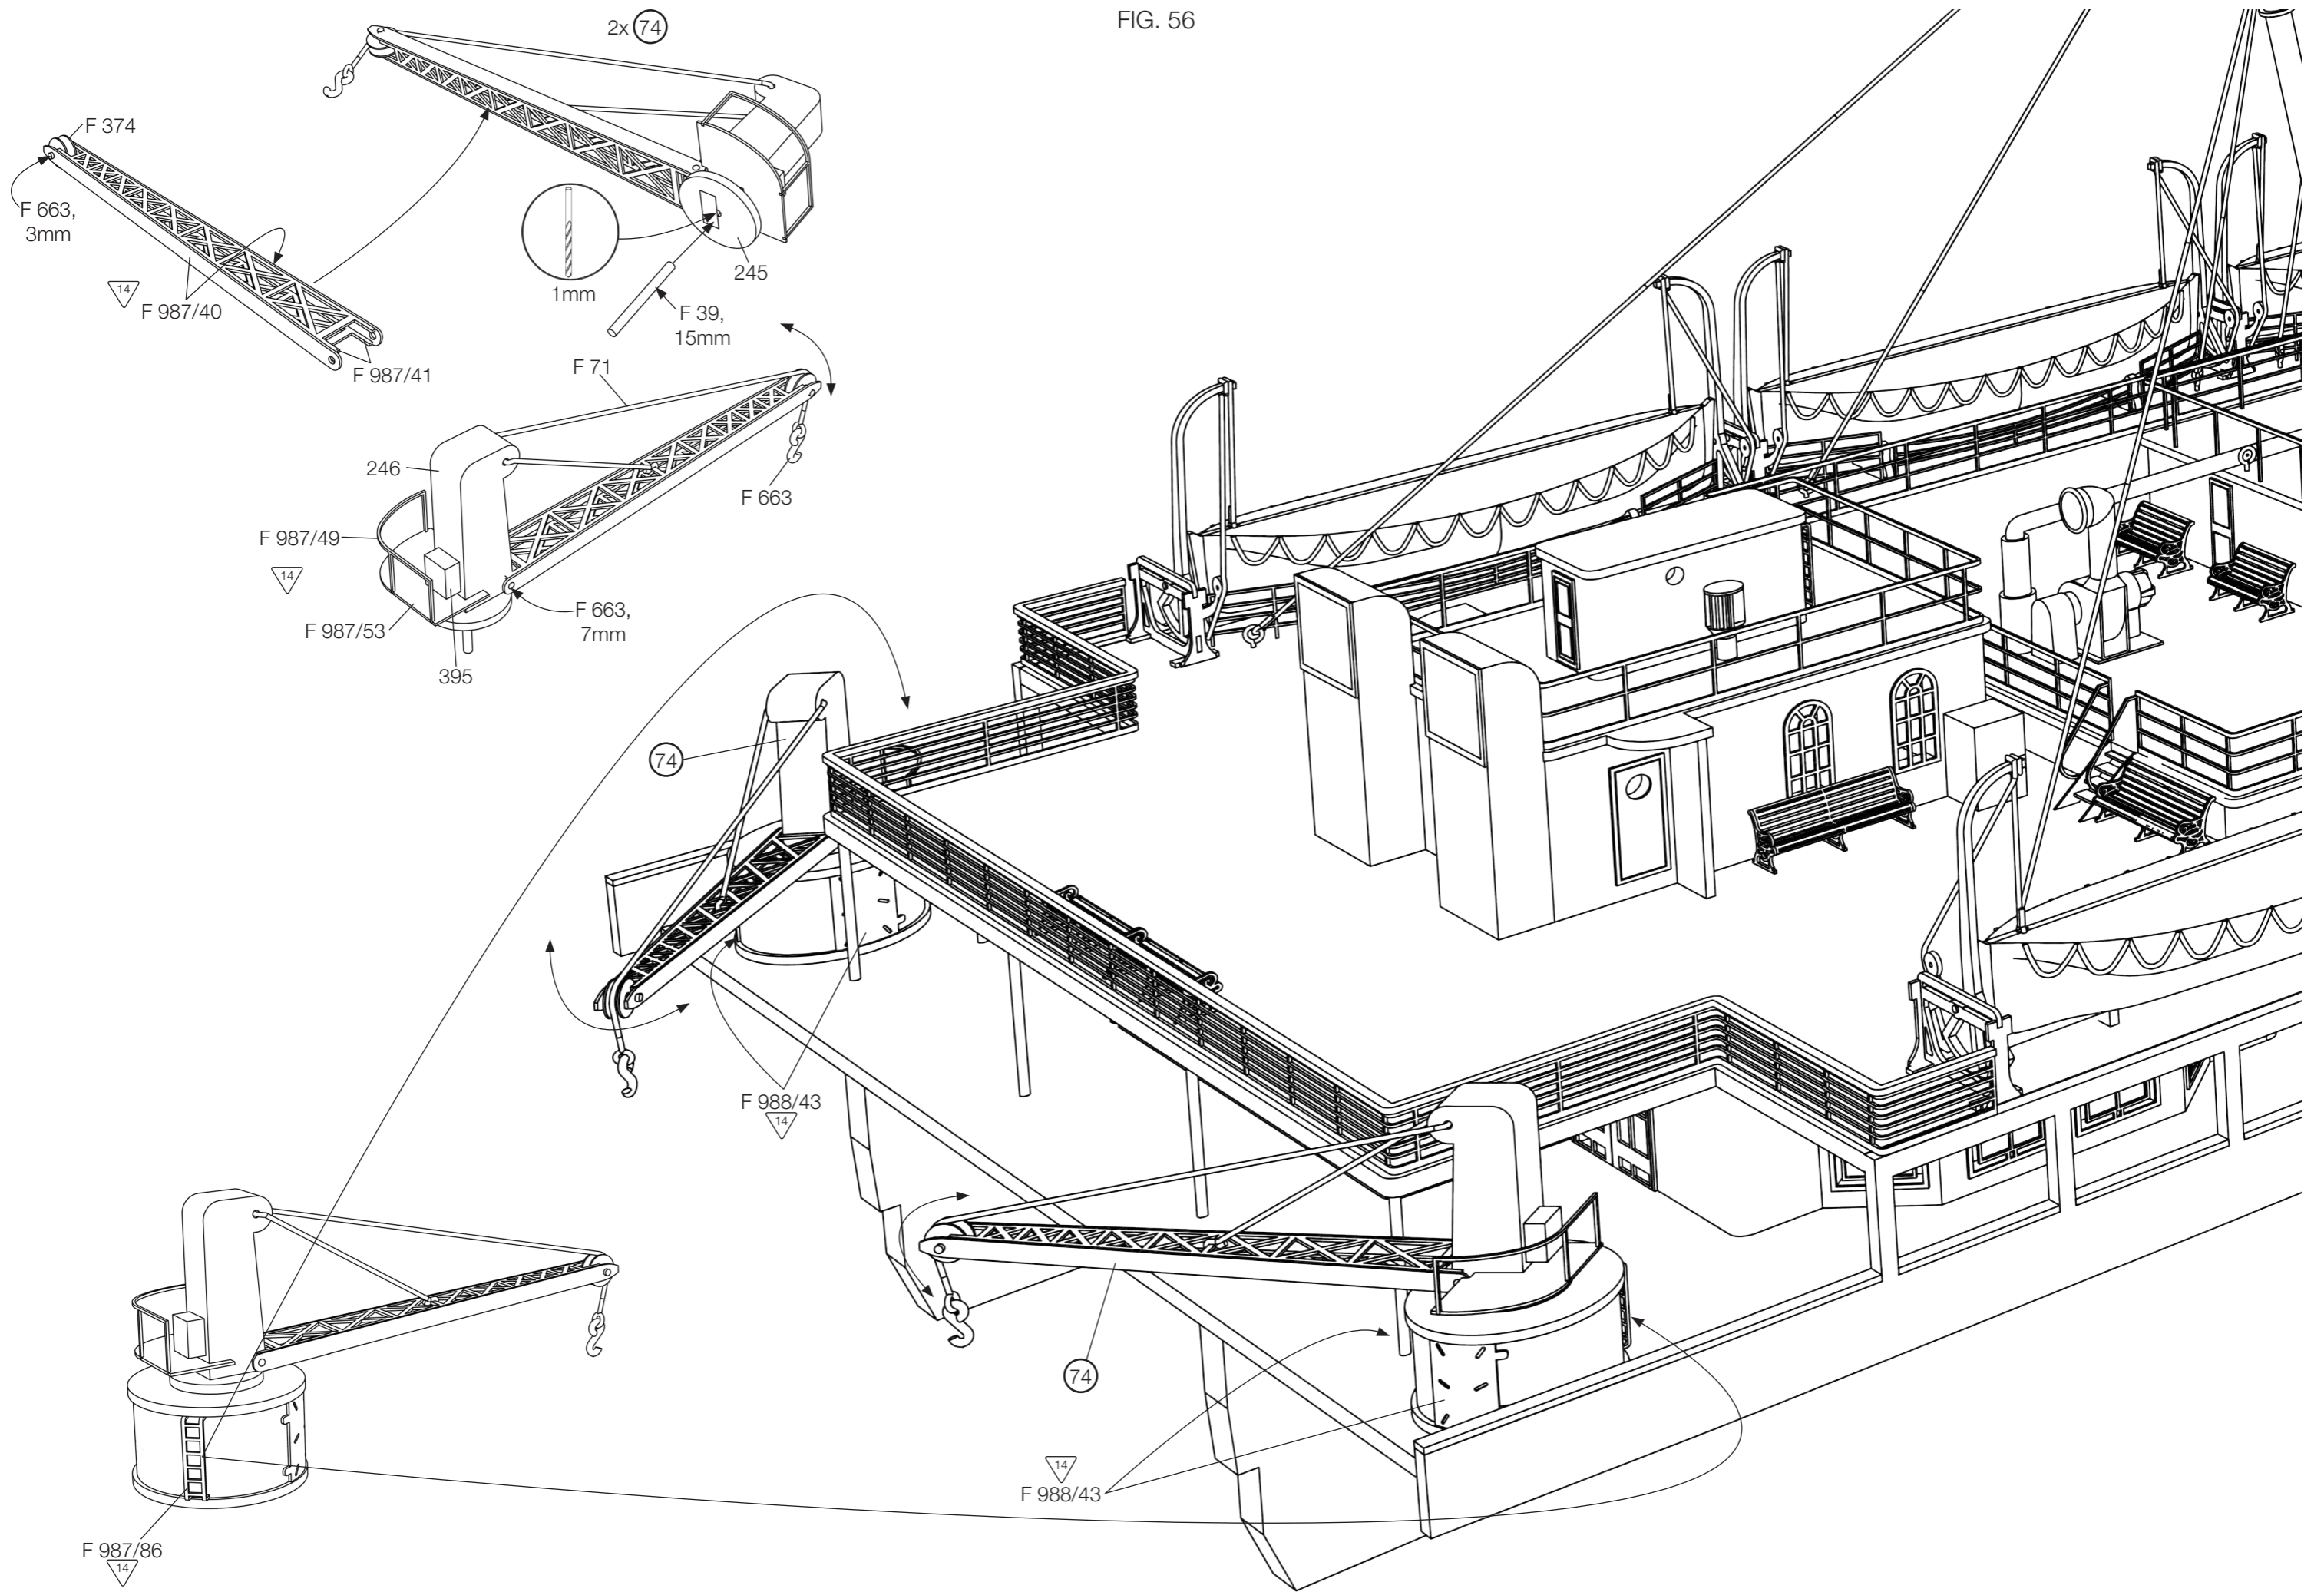 FIG. 56
2x 74
F 374
F 663,
3mm
14
F 987/40
F 987/41
1mm
245
F 39,
15mm
F 71
246
F 663
F 987/49
14
F 987/53
F 663,
7mm
395
74
F 988/43
14
74
14
F 988/43
F 987/86
14